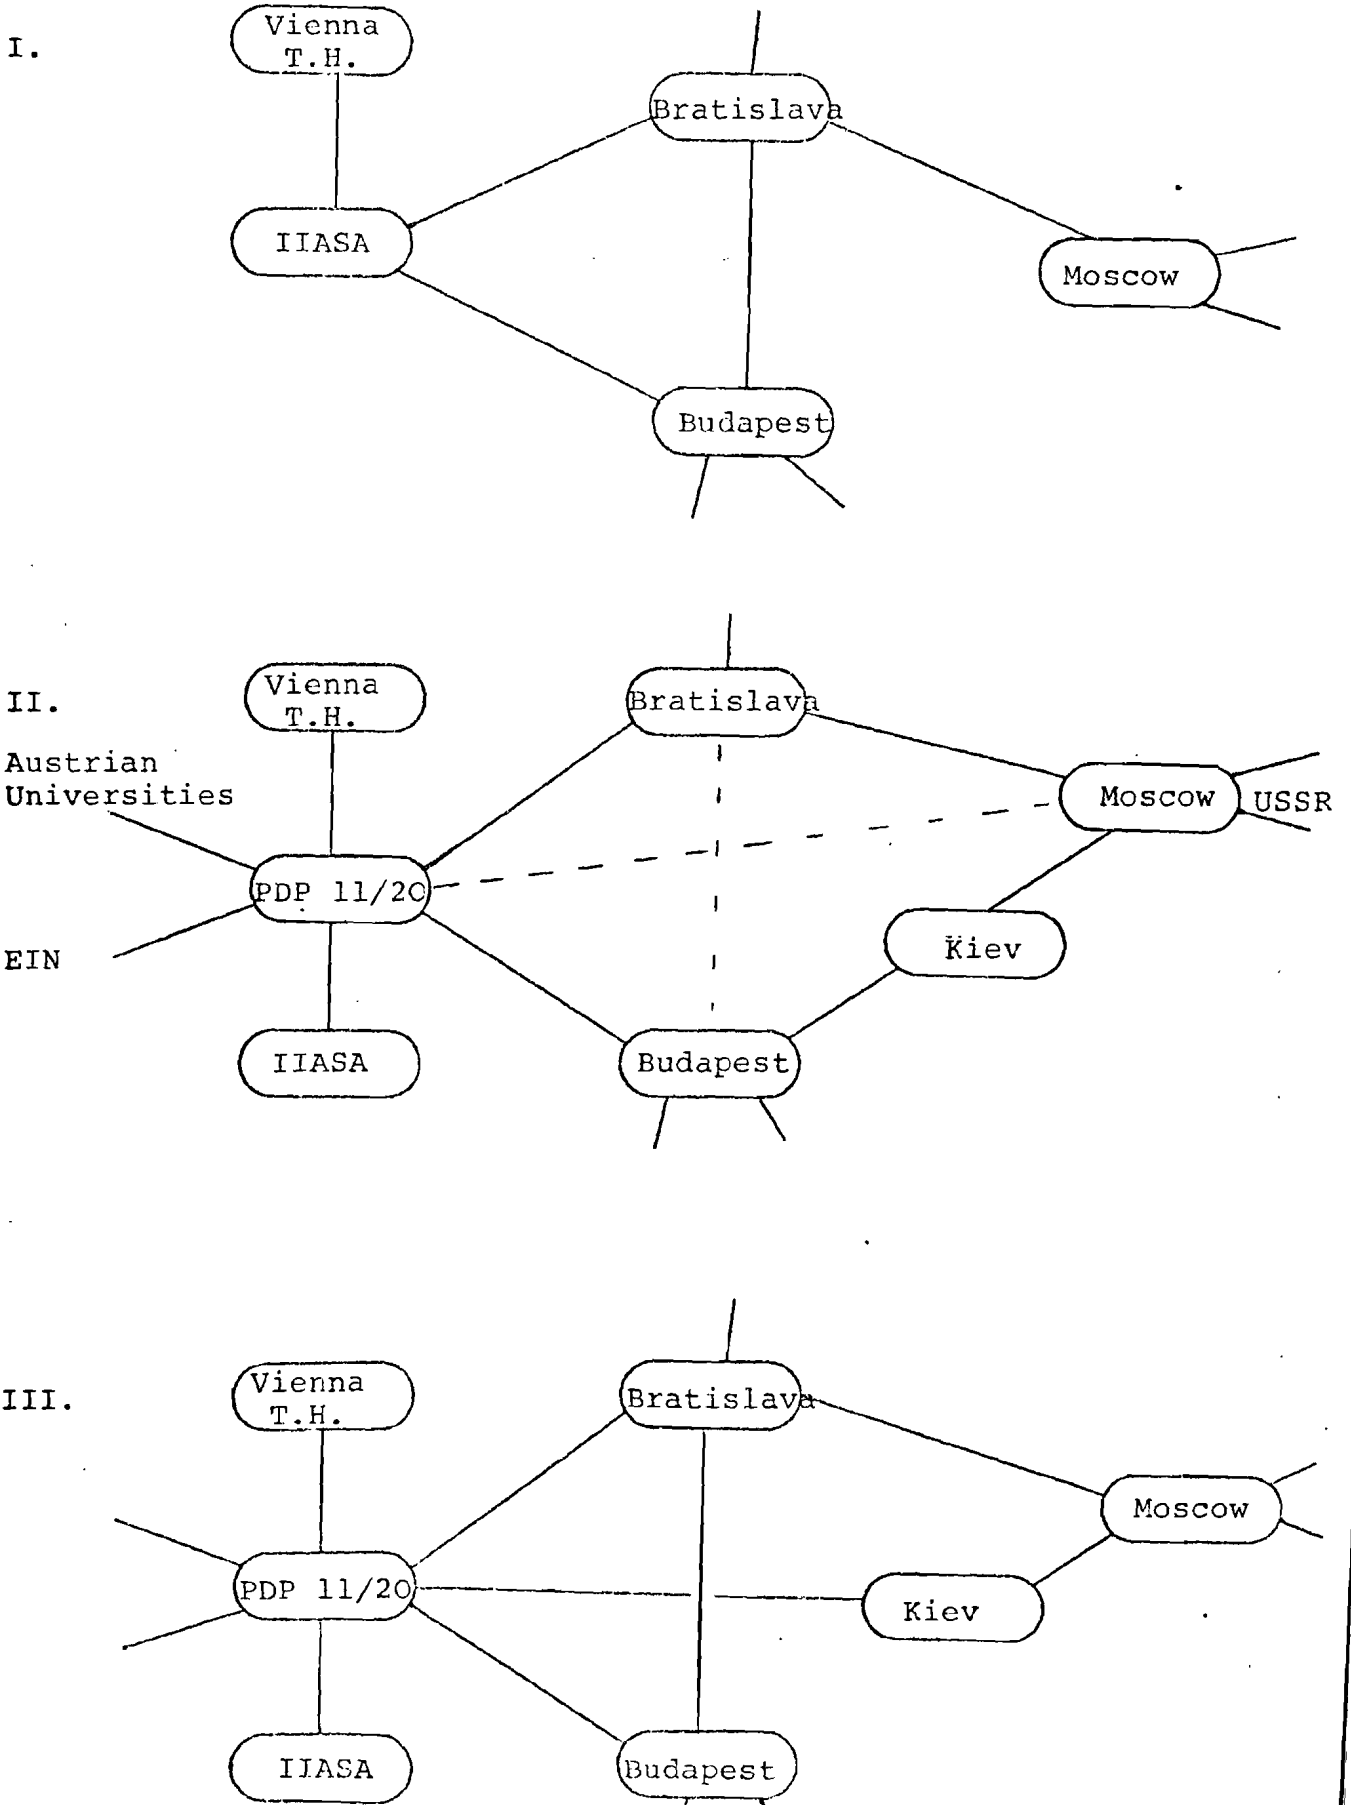 I.
Vienna
T.H.
Bratislava
IIASA
Moscow
Budapest
II.
Vienna
T.H.
Bratislava
Austrian
Universities
Moscow
USSR
PDP 11/20
Kiev
EIN
IIASA
Budapest
III.
Vienna
T.H.
Bratislava
Moscow
PDP 11/20
Kiev
IIASA
Budapest